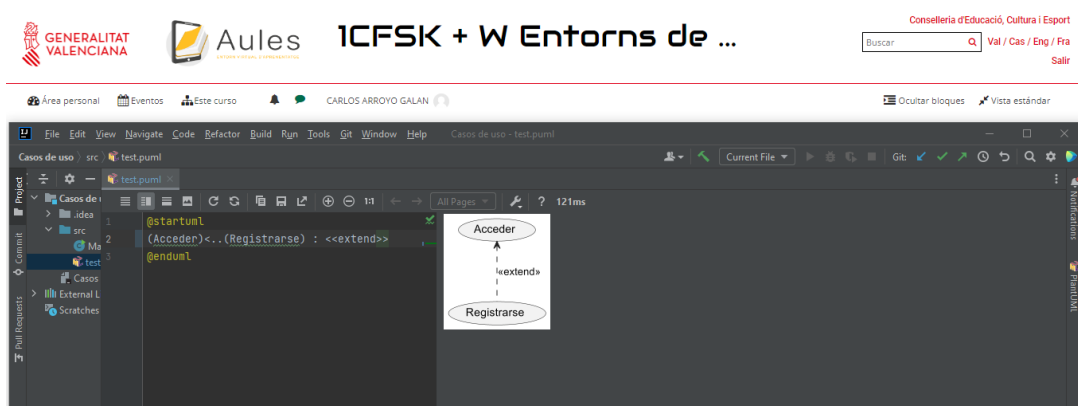 GENERALITAT
VALENCIANA
Aules
1CFSK + W Entorns de ...
Conselleria d'Educació, Cultura i Esport
Buscar
Val / Cas / Eng / Fra
Salir
Área personal Eventos Este curso CARLOS ARROYO GALAN Ocultar bloques Vista estándar
File Edit View Navigate Code Refactor Build Run Tools Git Window Help Casos de uso - test.puml
Casos de uso src test.puml Current File Git:
test.puml
Casos de All Pages 121ms
1:1
?
.idea
src
Ma
test
Casos
External L
Scratches
1 @startuml
2 (Acceder)<..(Registrarse) : <<extend>>
3 @enduml
Acceder
«extend»
Registrarse
Project
Commit
Pull Requests
Notifications
PlantUML